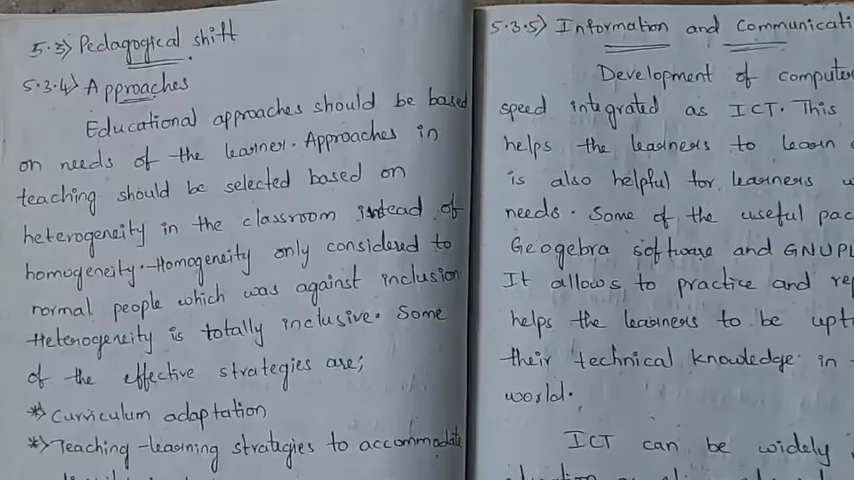 5.3) Pedagogical shift
5.3.4) Approaches
Educational approaches should be based
on needs of the learner. Approaches in
teaching should be selected based on
heterogeneity in the classroom instead of
homogeneity. Homogeneity only considered to
normal people which was against inclusion
Heterogeneity is totally inclusive. Some
of the effective strategies are;
*) Curriculum adaptation
*) Teaching-learning strategies to accommodate
5.3.5) Information and Communicati
Development of computer
speed integrated as ICT. This
helps the learners to learn
is also helpful for learners
needs. Some of the useful pac
Geogebra software and GNUPL
It allows to practice and rep
helps the learners to be upt
their technical knowledge in
world.
ICT can be widely